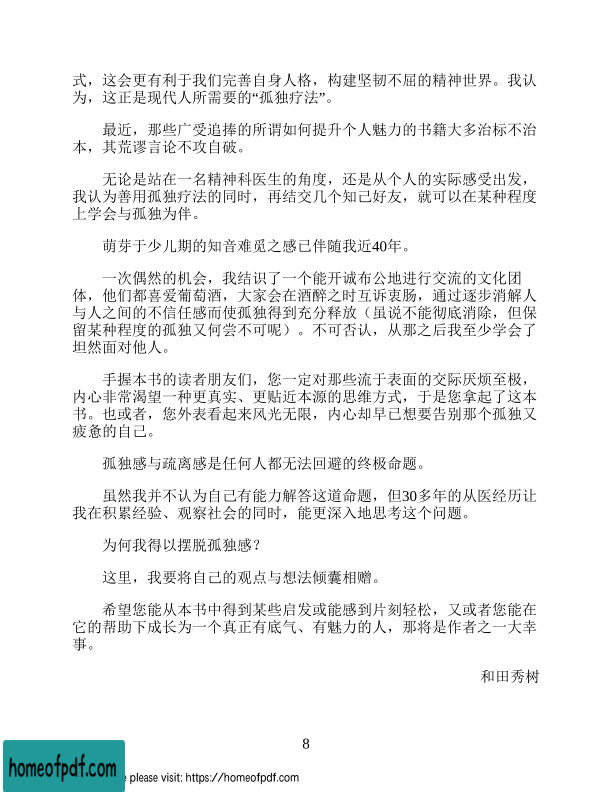 式，这会更有利于我们完善自身人格，构建坚韧不屈的精神世界。我认
为，这正是现代人所需要的“孤独疗法”。
最近，那些广受追捧的所谓如何提升个人魅力的书籍大多治标不治
本，其荒谬言论不攻自破。
无论是站在一名精神科医生的角度，还是从个人的实际感受出发，
我认为善用孤独疗法的同时，再结交几个知己好友，就可以在某种程度
上学会与孤独为伴。
萌芽于少儿期的知音难觅之感已伴随我近40年。
一次偶然的机会，我结识了一个能开诚布公地进行交流的文化团
体，他们都喜爱葡萄酒，大家会在酒醉之时互诉衷肠，通过逐步消解人
与人之间的不信任感而使孤独得到充分释放（虽说不能彻底消除，但保
留某种程度的孤独又何尝不可呢）。不可否认，从那之后我至少学会了
坦然面对他人。
手握本书的读者朋友们，您一定对那些流于表面的交际厌烦至极，
内心非常渴望一种更真实、更贴近本源的思维方式，于是您拿起了这本
书。也或者，您外表看起来风光无限，内心却早已想要告别那个孤独又
疲惫的自己。
孤独感与疏离感是任何人都无法回避的终极命题。
虽然我并不认为自己有能力解答这道命题，但30多年的从医经历让
我在积累经验、观察社会的同时，能更深入地思考这个问题。
为何我得以摆脱孤独感？
这里，我要将自己的观点与想法倾囊相赠。
希望您能从本书中得到某些启发或能感到片刻轻松，又或者您能在
它的帮助下成长为一个真正有底气、有魅力的人，那将是作者之一大幸
事。
和田秀树
8
homeofpdf.com
please visit: https://homeofpdf.com